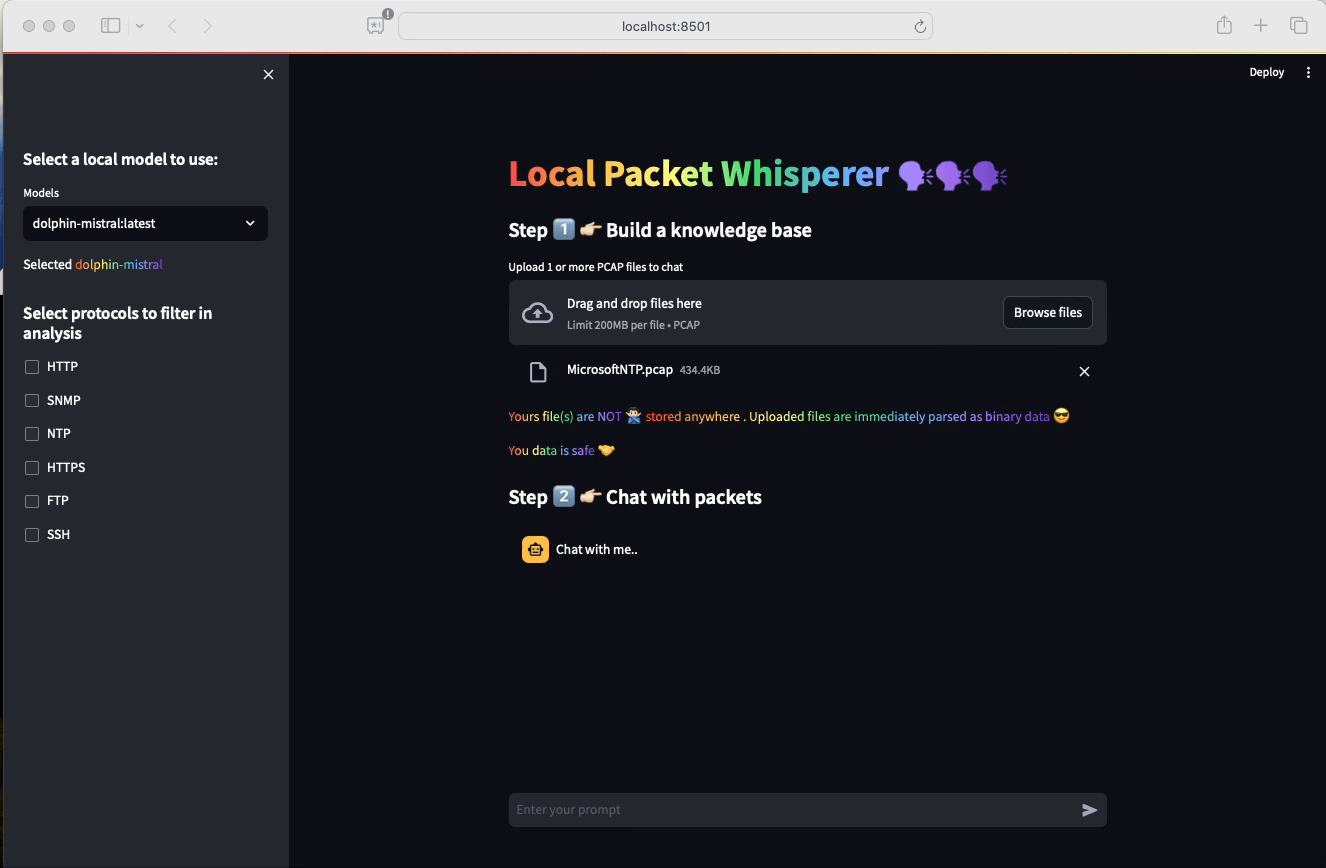 localhost:8501
Deploy
Select a local model to use:
Models
dolphin-mistral:latest
Selected dolphin-mistral
Select protocols to filter in
analysis
HTTP
SNMP
NTP
HTTPS
FTP
SSH
Local Packet Whisperer 🗣️🗣️🗣️
Step 1️⃣ 👉🏻 Build a knowledge base
Upload 1 or more PCAP files to chat
Drag and drop files here
Limit 200MB per file • PCAP
Browse files
MicrosoftNTP.pcap 434.4KB
Yours file(s) are NOT 🙅🏻‍♂️ stored anywhere . Uploaded files are immediately parsed as binary data 😎
You data is safe 🤝
Step 2️⃣ 👉🏻 Chat with packets
Chat with me..
Enter your prompt